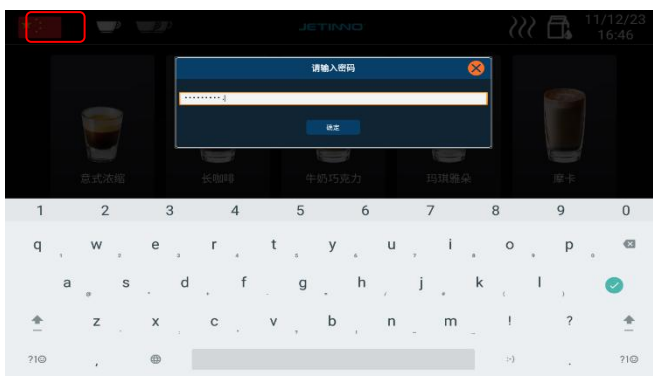 JETINNO
11/12/23
16:46
请输入密码
·········.
确定
意式浓缩
长咖啡
牛奶巧克力
玛琪雅朵
摩卡
1 2 3 4 5 6 7 8 9 0
q w e r t y u i o p
a s d f g h j k l
z x c v b n m ! ?
?1☺ , :-) . ?1☺